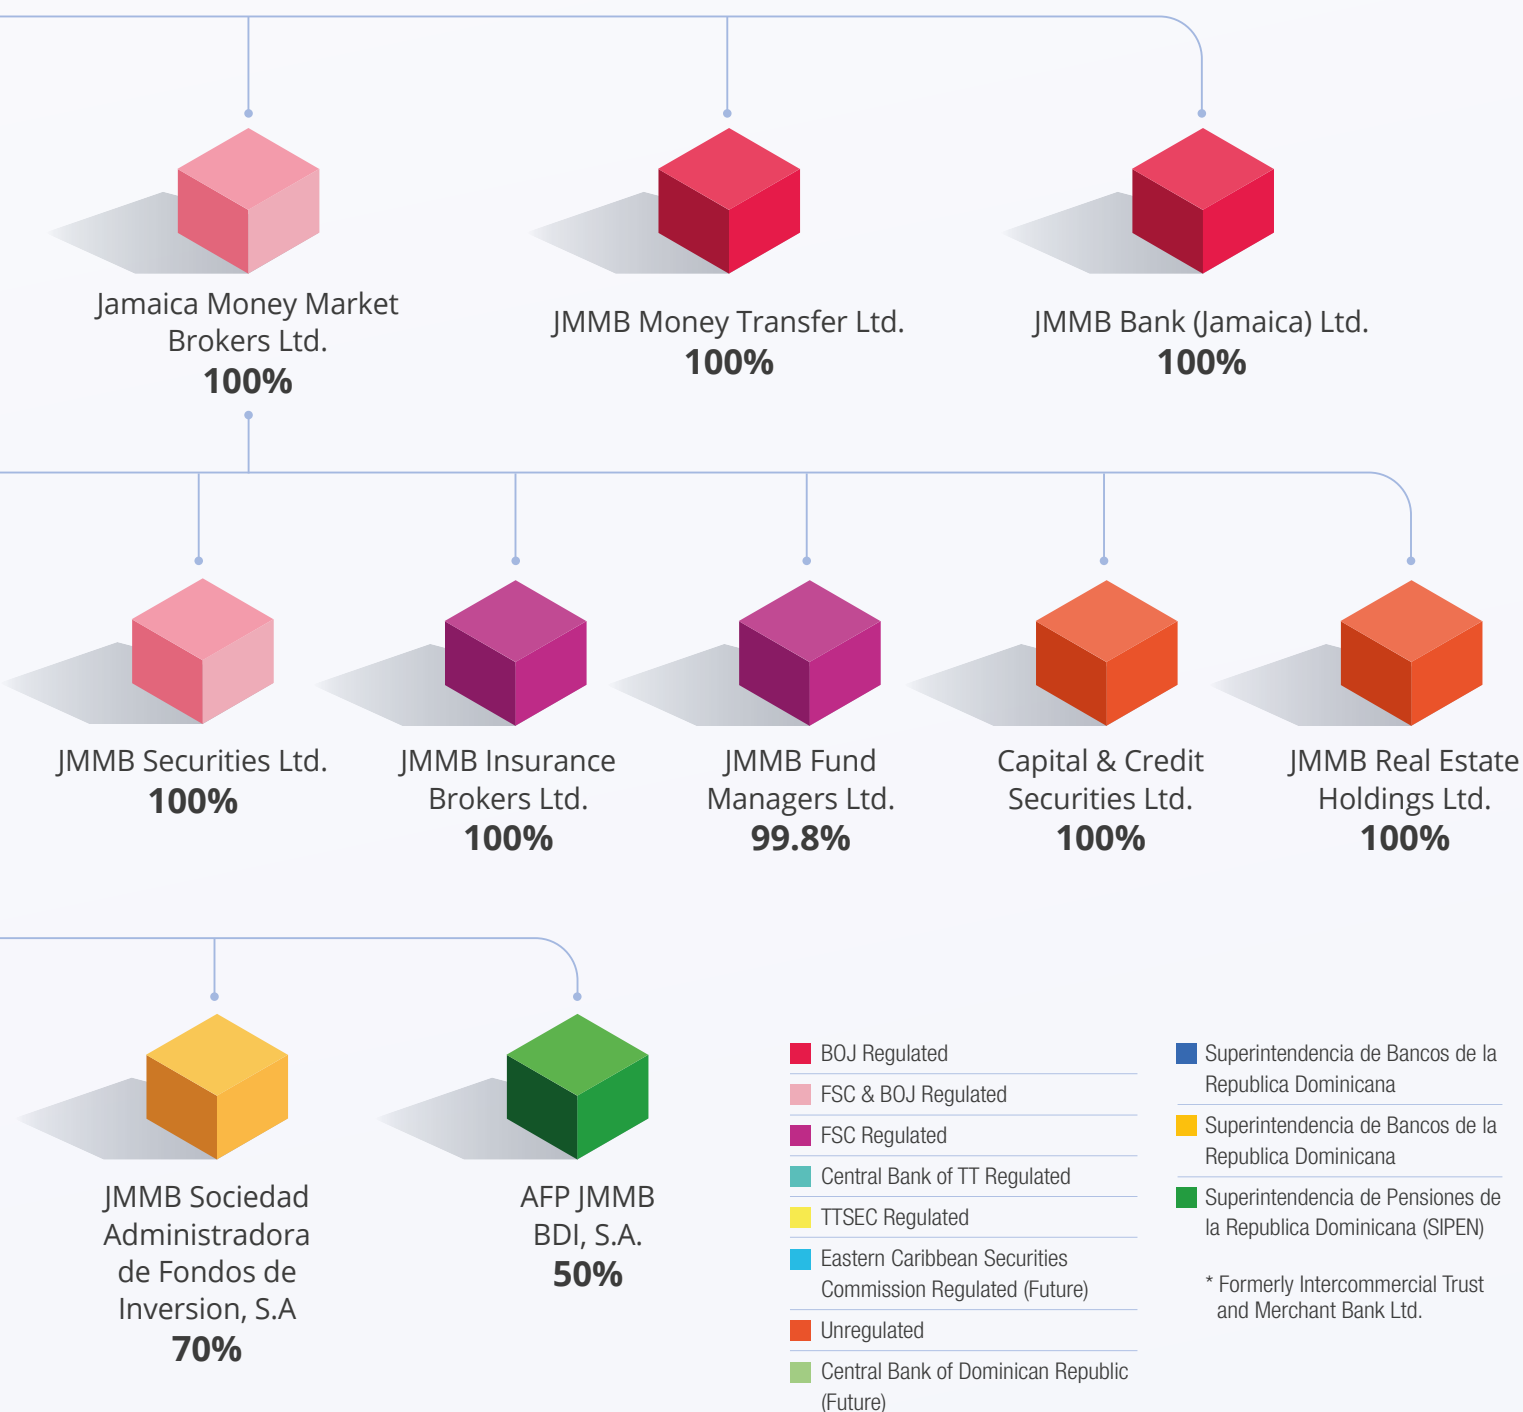 Jamaica Money Market
Brokers Ltd.
100%
JMMB Money Transfer Ltd.
100%
JMMB Bank (Jamaica) Ltd.
100%
JMMB Securities Ltd.
100%
JMMB Insurance
Brokers Ltd.
100%
JMMB Fund
Managers Ltd.
99.8%
Capital & Credit
Securities Ltd.
100%
JMMB Real Estate
Holdings Ltd.
100%
JMMB Sociedad
Administradora
de Fondos de
Inversion, S.A
70%
AFP JMMB
BDI, S.A.
50%
BOJ Regulated
FSC & BOJ Regulated
FSC Regulated
Central Bank of TT Regulated
TTSEC Regulated
Eastern Caribbean Securities
Commission Regulated (Future)
Unregulated
Central Bank of Dominican Republic
(Future)
Superintendencia de Bancos de la
Republica Dominicana
Superintendencia de Bancos de la
Republica Dominicana
Superintendencia de Pensiones de
la Republica Dominicana (SIPEN)
* Formerly Intercommercial Trust
and Merchant Bank Ltd.